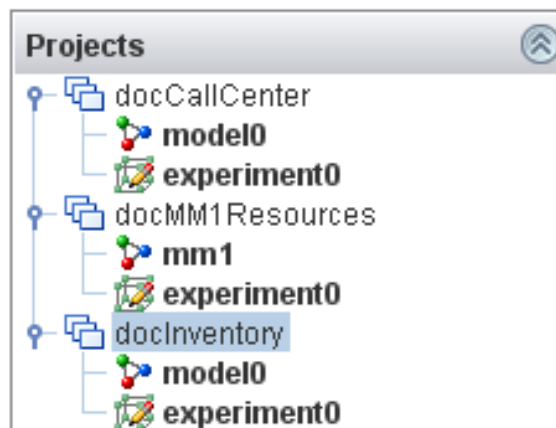 Projects
docCallCenter
model0
experiment0
docMM1Resources
mm1
experiment0
docInventory
model0
experiment0